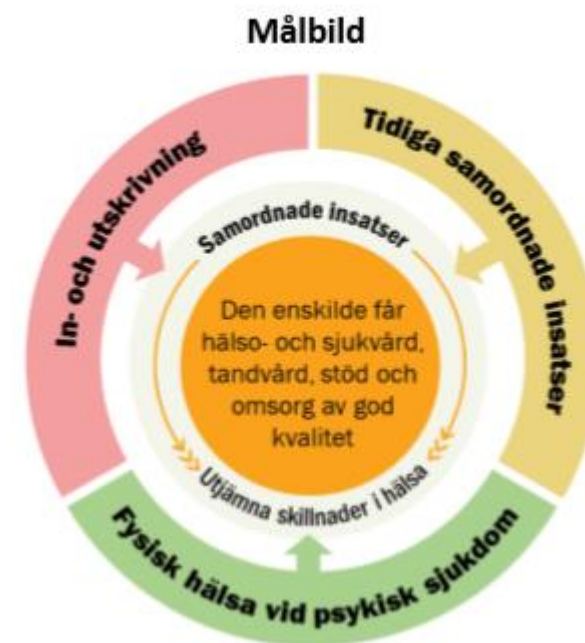 Målbild
In- och utskrivning
Tidiga samordnade insatser
Samordnade insatser
Den enskilde får
hälso- och sjukvård,
tandvård, stöd och
omsorg av god
kvalitet
Utjämna skillnader i hälsa
Fysisk hälsa vid psykisk sjukdom